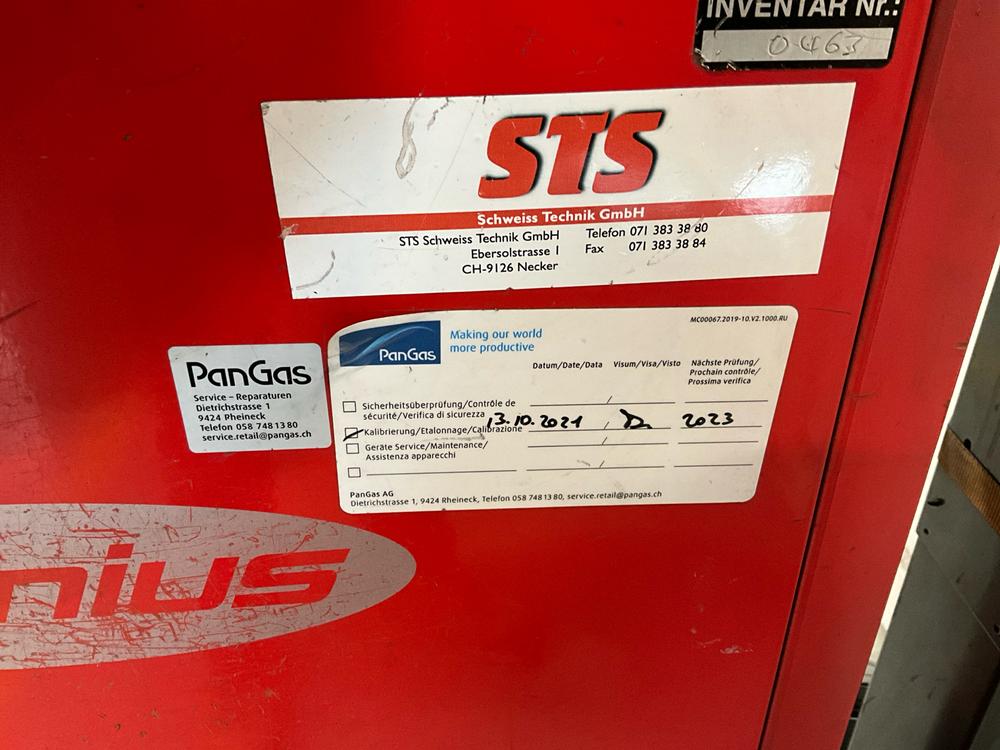 INVENTAR Nr.:
0463
STS
Schweiss Technik GmbH
STS Schweiss Technik GmbH
Ebersolstrasse 1
CH-9126 Necker
Telefon 071 383 38 80
Fax 071 383 38 84
PanGas
Making our world
more productive
MC00067.2019-10.V2.1000.RU
Datum/Date/Data Visum/Visa/Visto Nächste Prüfung/
Prochain contrôle/
Prossima verifica
Sicherheitsüberprüfung/Contrôle de
sécurité/Verifica di sicurezza
Kalibrierung/Etalonnage/Calibrazione 13.10.2021 2023
Geräte Service/Maintenance/
Assistenza apparecchi
PanGas AG
Dietrichstrasse 1, 9424 Rheineck, Telefon 058 748 13 80, service.retail@pangas.ch
PanGas
Service – Reparaturen
Dietrichstrasse 1
9424 Rheineck
Telefon 058 748 13 80
service.retail@pangas.ch
nius